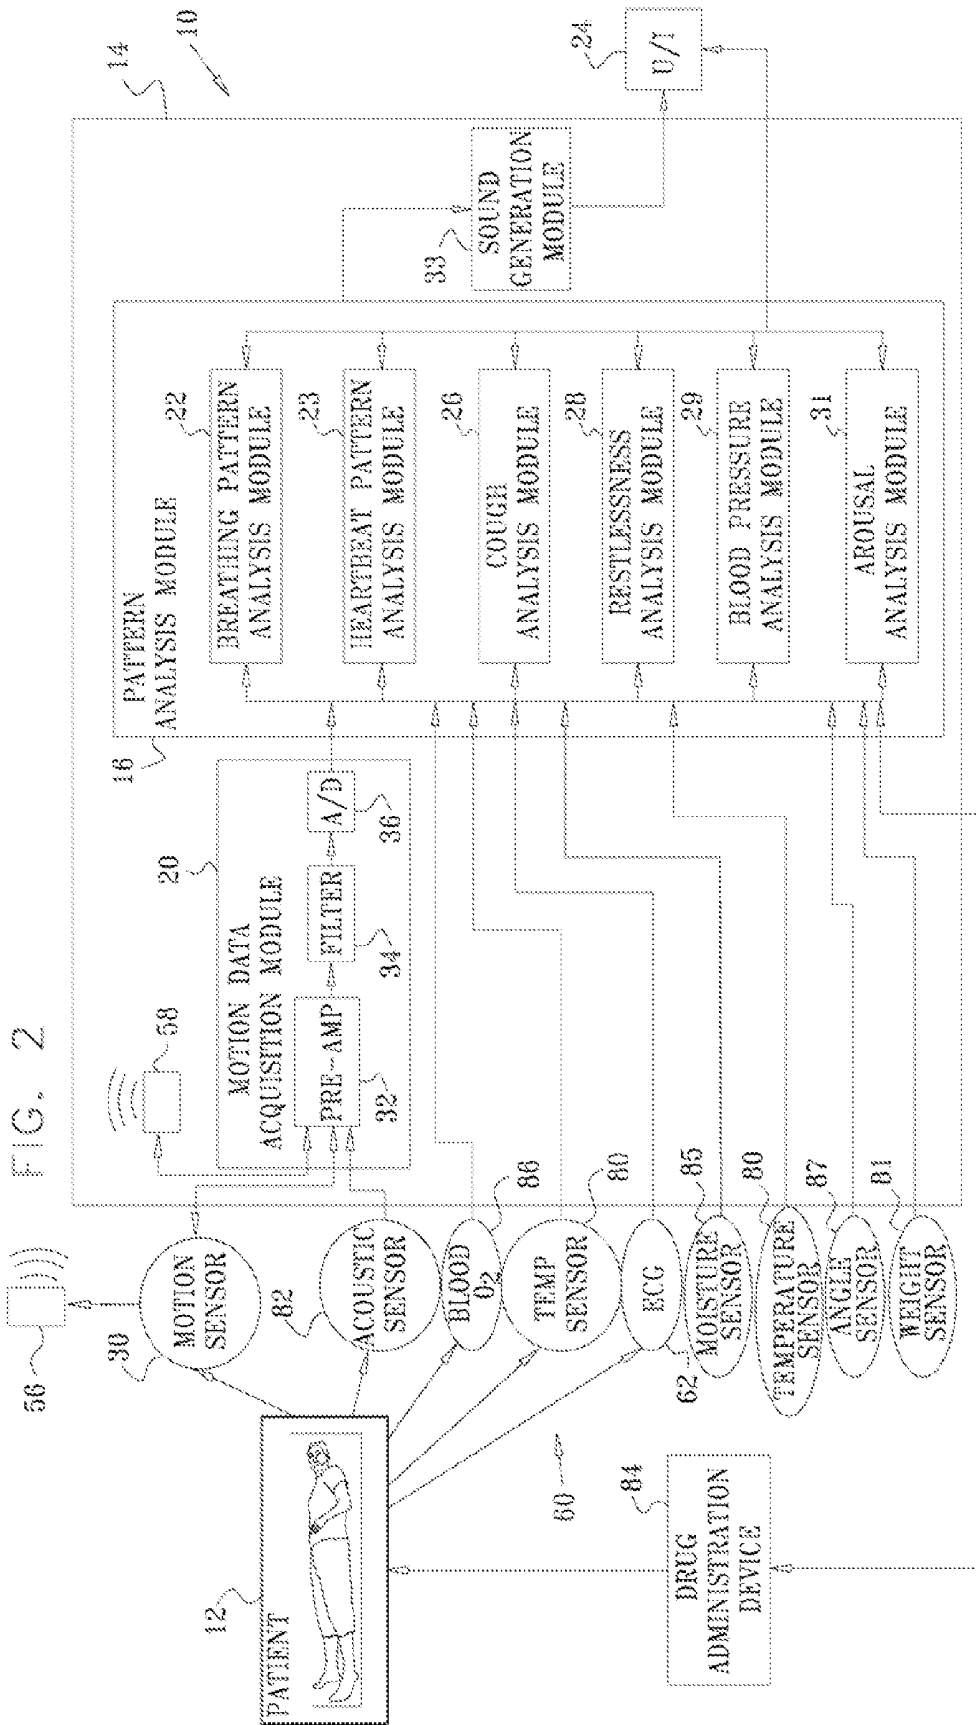 FIG. 2
10
14
16
PATTERN
ANALYSIS MODULE
22
BREATHING PATTERN
ANALYSIS MODULE
23
HEARTBEAT PATTERN
ANALYSIS MODULE
26
COUGH
ANALYSIS MODULE
28
RESTLESSNESS
ANALYSIS MODULE
29
BLOOD PRESSURE
ANALYSIS MODULE
31
AROUSAL
ANALYSIS MODULE
33
SOUND
GENERATION
MODULE
24
U/I
20
MOTION DATA
ACQUISITION MODULE
PRE-AMP
32
FILTER
34
A/D
36
58
56
30
MOTION
SENSOR
82
ACOUSTIC
SENSOR
BLOOD
O2
86
TEMP
SENSOR
80
ECG
62
MOISTURE
SENSOR
85
TEMPERATURE
SENSOR
80
ANGLE
SENSOR
87
WEIGHT
SENSOR
81
60
12
PATIENT
84
DRUG
ADMINISTRATION
DEVICE